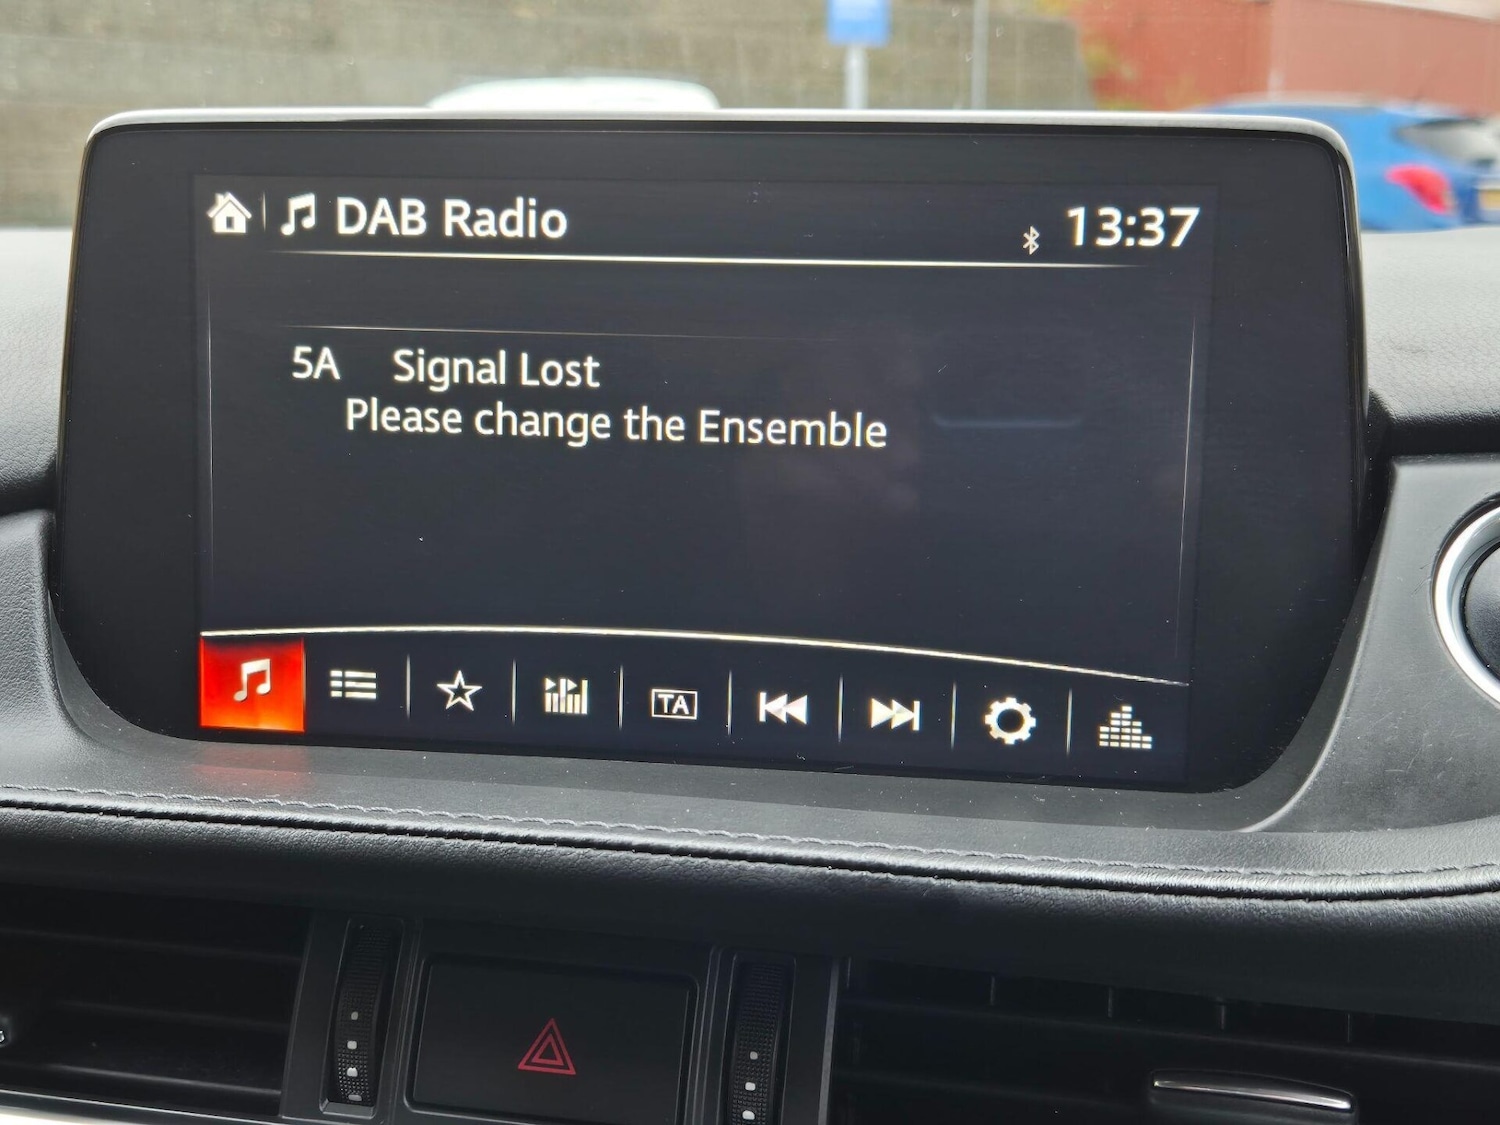 DAB Radio
13:37
5A Signal Lost
Please change the Ensemble
TA